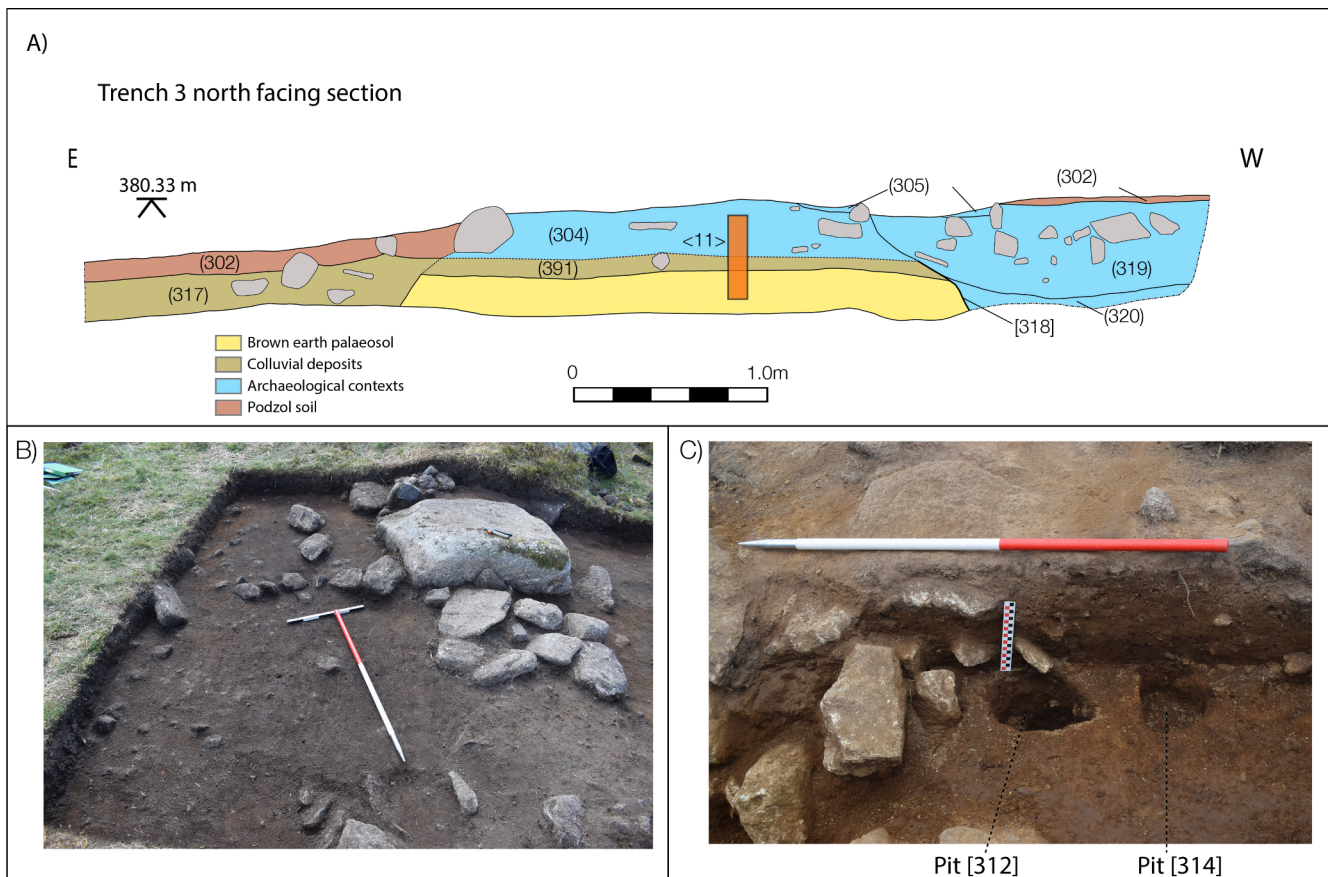 A)
Trench 3 north facing section
E
W
380.33 m
(305)
(302)
(304)
<11>
(302)
(391)
(319)
(317)
[318]
(320)
Brown earth palaeosol
Colluvial deposits
Archaeological contexts
Podzol soil
0
1.0m
B)
C)
Pit [312]
Pit [314]